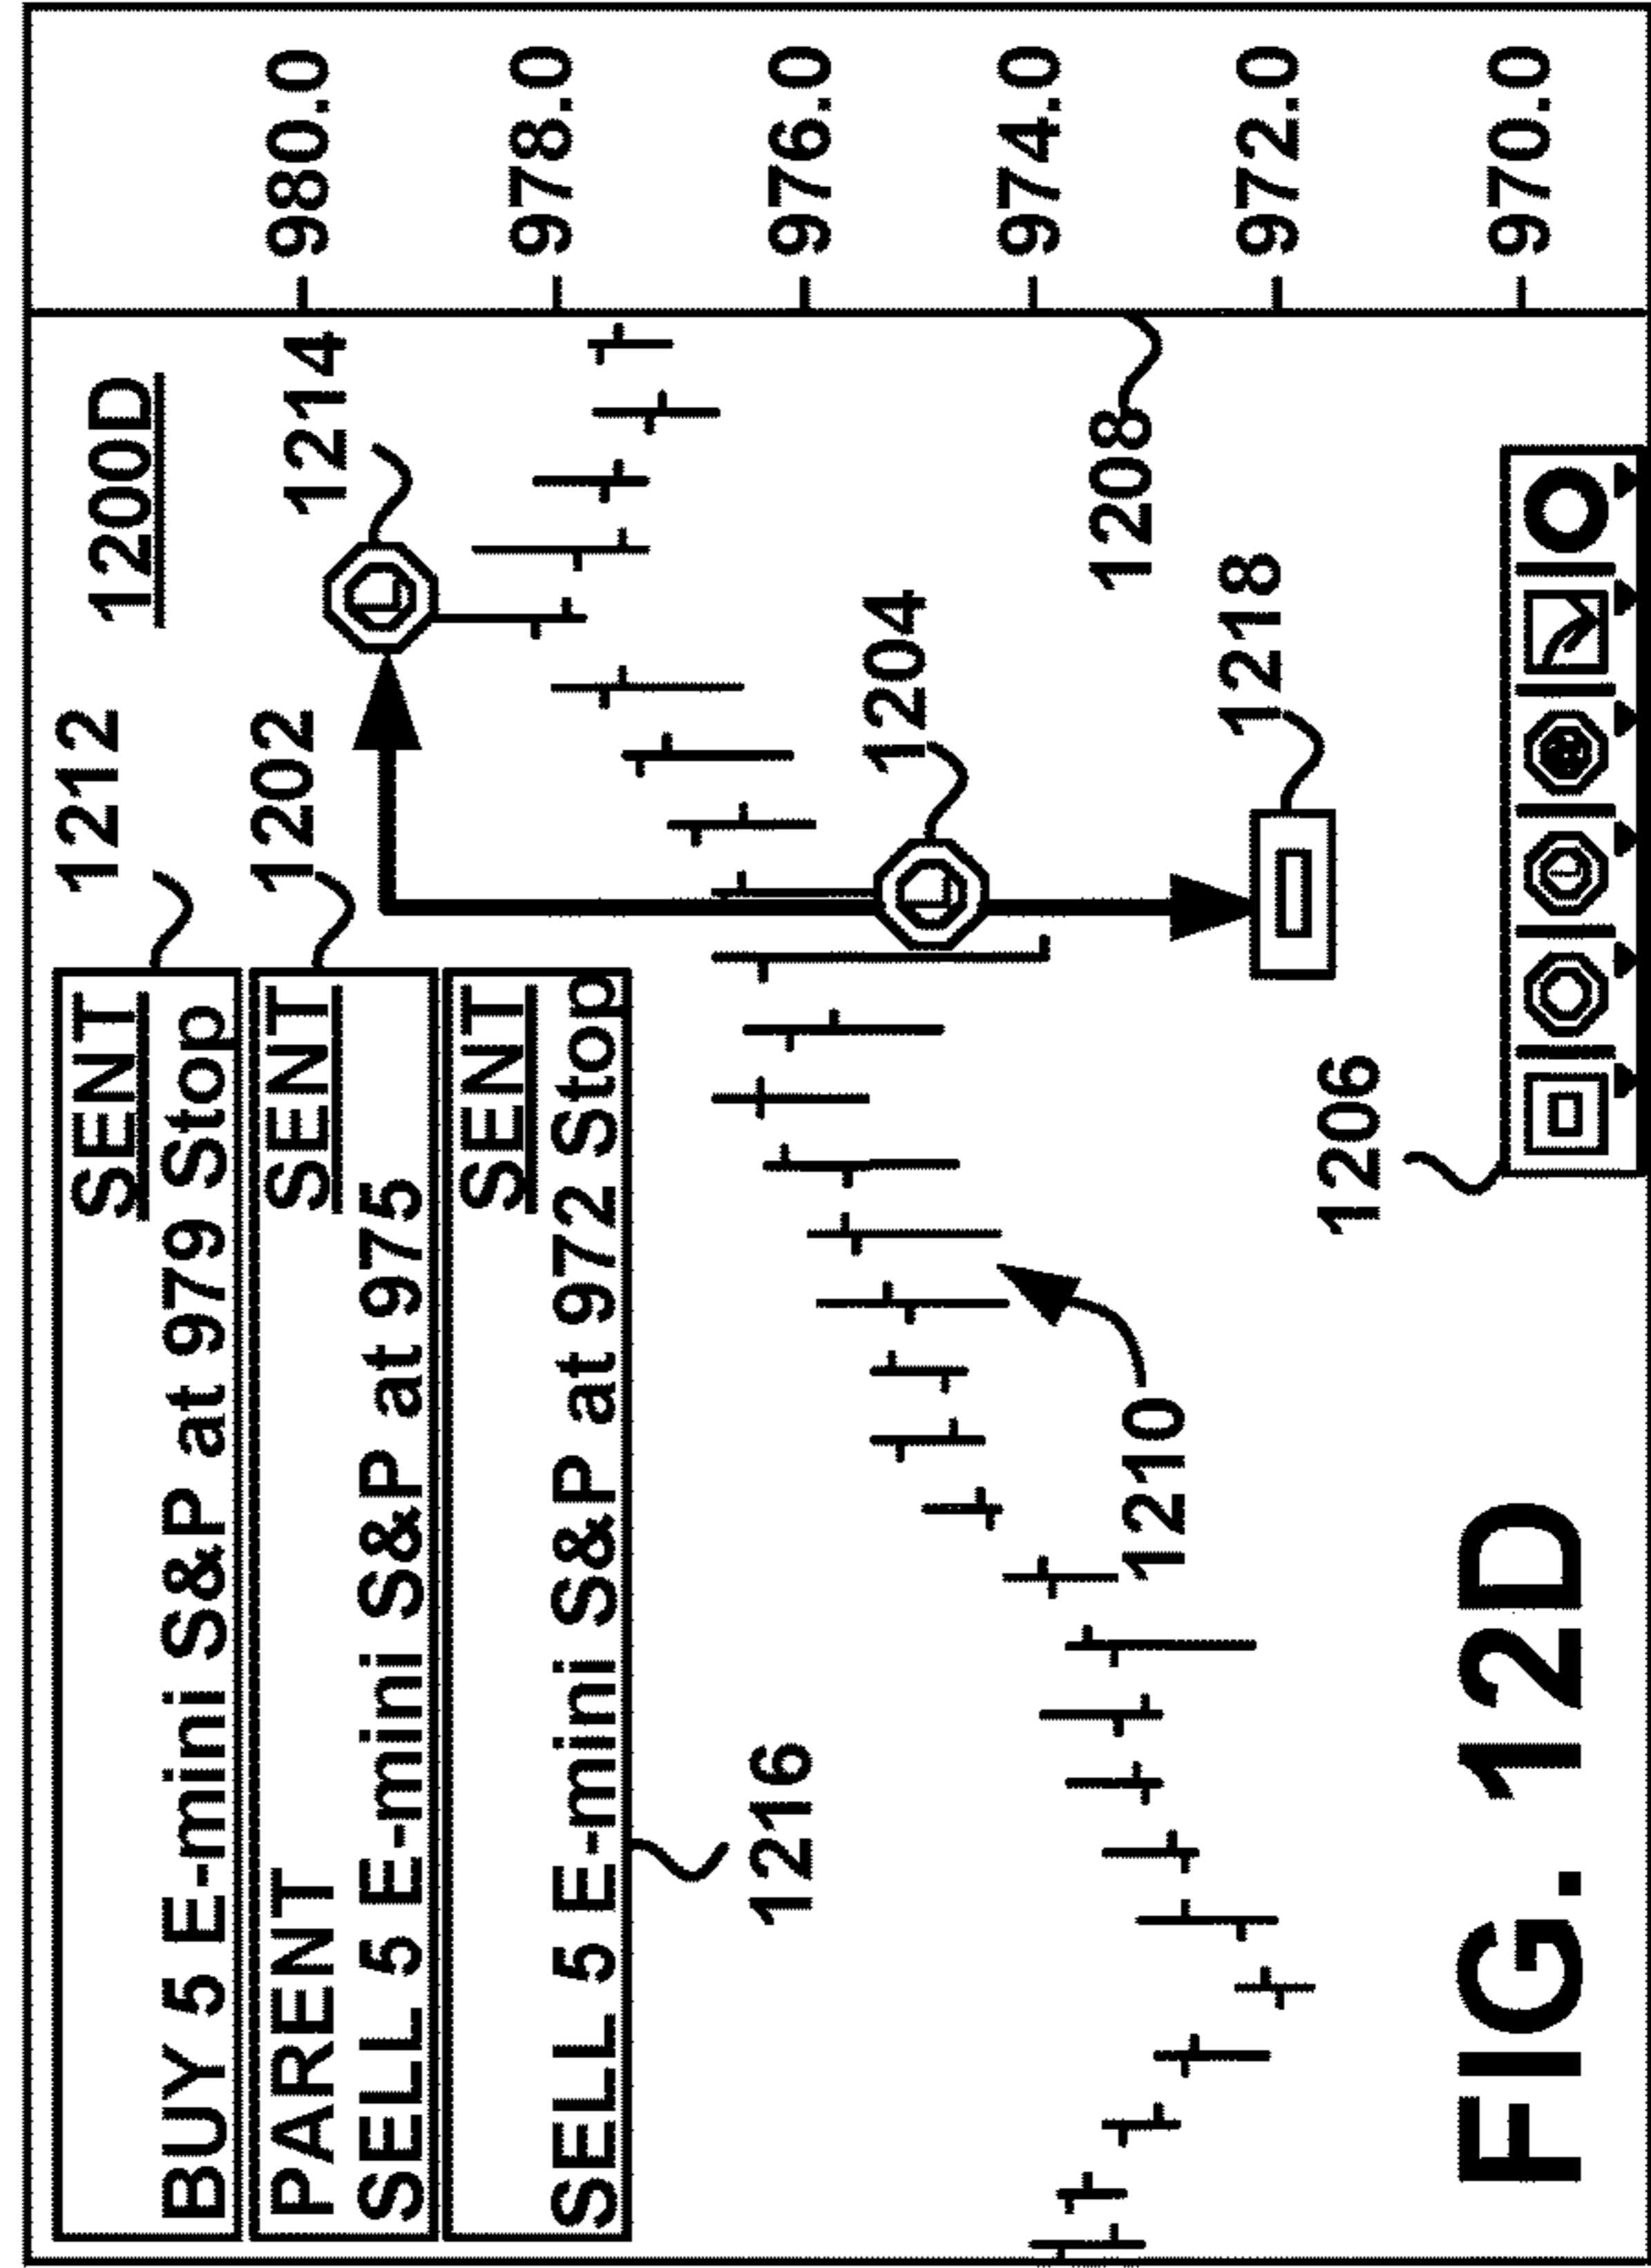 1212
1200D
SENT
BUY 5 E-mini S&P at 979 Stop
1202
1214
980.0
PARENT
SENT
SELL 5 E-mini S&P at 975
SENT
SELL 5 E-mini S&P at 972 Stop
978.0
1216
976.0
L
L
1204
974.0
1210
1208
1218
972.0
1206
970.0
L
FIG. 12D